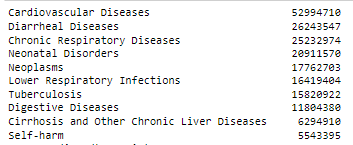 Cardiovascular Diseases 52994710
Diarrheal Diseases 26243547
Chronic Respiratory Diseases 25232974
Neonatal Disorders 20911570
Neoplasms 17762703
Lower Respiratory Infections 16419404
Tuberculosis 15820922
Digestive Diseases 11804380
Cirrhosis and Other Chronic Liver Diseases 6294910
Self-harm 5543395